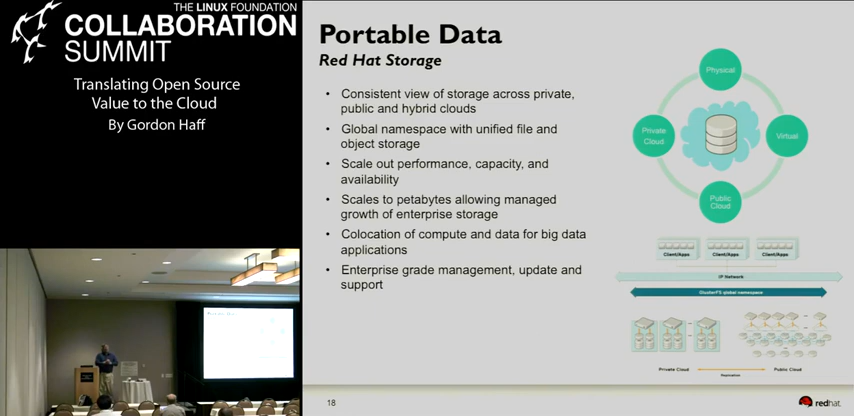 THE LINUX FOUNDATION
COLLABORATION
SUMMIT
Translating Open Source
Value to the Cloud
By Gordon Haff
Portable Data
Red Hat Storage
• Consistent view of storage across private,
public and hybrid clouds
• Global namespace with unified file and
object storage
• Scale out performance, capacity, and
availability
• Scales to petabytes allowing managed
growth of enterprise storage
• Colocation of compute and data for big data
applications
• Enterprise grade management, update and
support
Physical
Private
Cloud
Virtual
Public
Cloud
Client/Apps
Client/Apps
Client/Apps
IP Network
GlusterFS global namespace
Private Cloud
Public Cloud
Replication
18
redhat